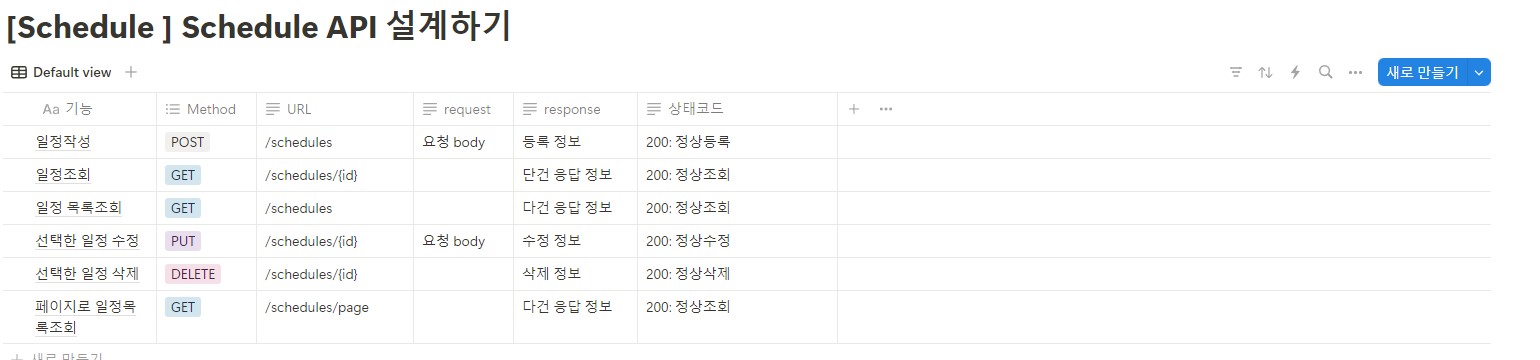 [Schedule ] Schedule API 설계하기
Default view
새로 만들기
Aa 기능 Method URL request response 상태코드
일정작성 POST /schedules 요청 body 등록 정보 200: 정상등록
일정조회 GET /schedules/{id} 단건 응답 정보 200: 정상조회
일정 목록조회 GET /schedules 다건 응답 정보 200: 정상조회
선택한 일정 수정 PUT /schedules/{id} 요청 body 수정 정보 200: 정상수정
선택한 일정 삭제 DELETE /schedules/{id} 삭제 정보 200: 정상삭제
페이지로 일정목 GET /schedules/page 다건 응답 정보 200: 정상조회
록조회
새로 만들기